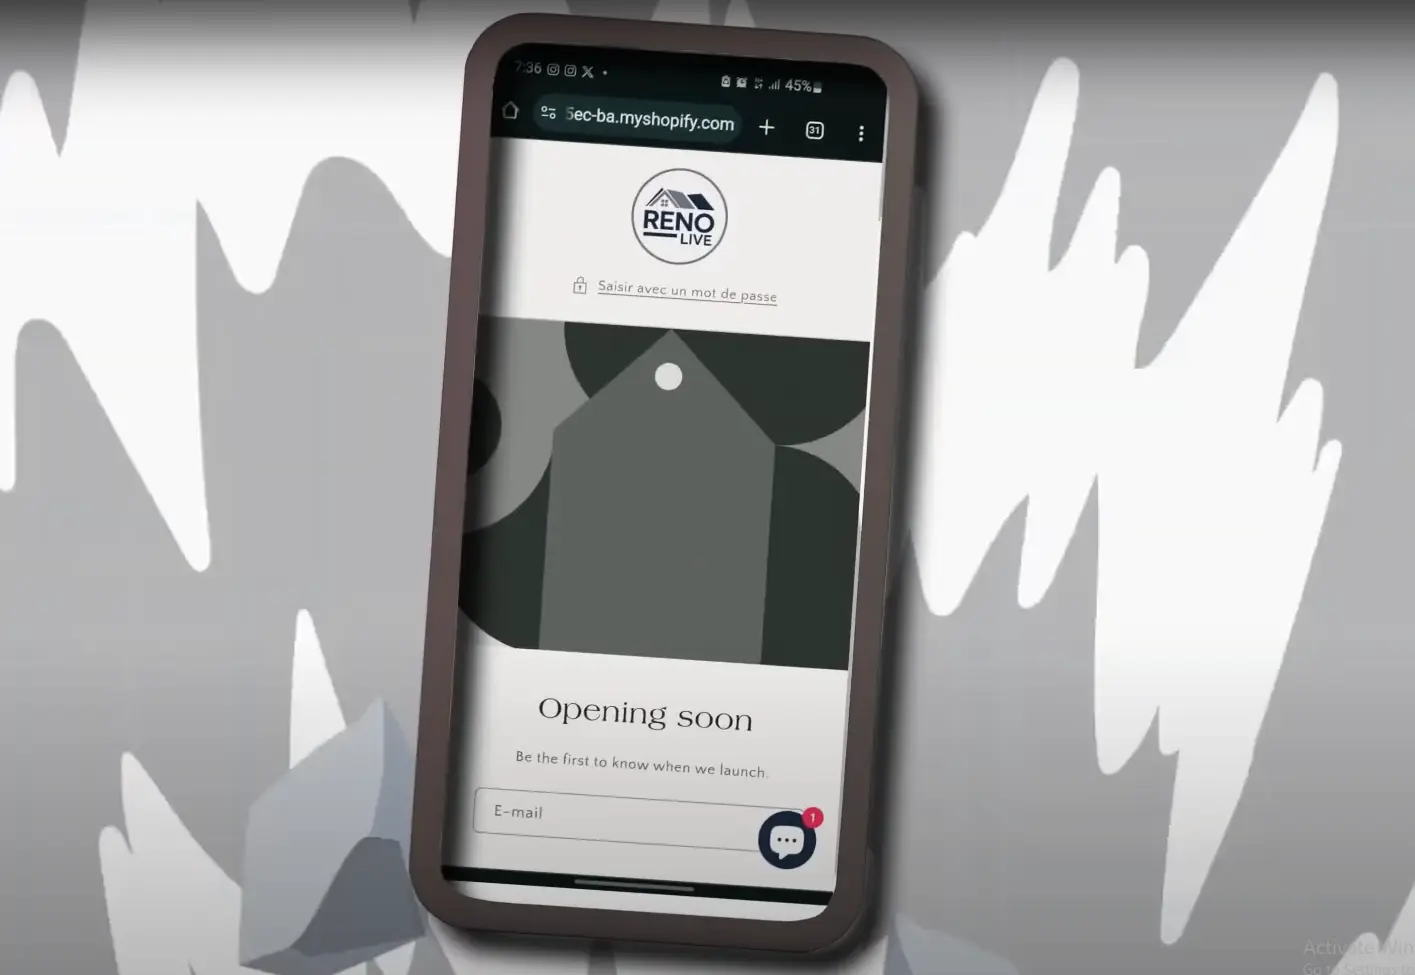 7:36
45%
5ec-ba.myshopify.com
31
RENO
LIVE
Saisir avec un mot de passe
Opening soon
Be the first to know when we launch.
E-mail
1
Activate Win